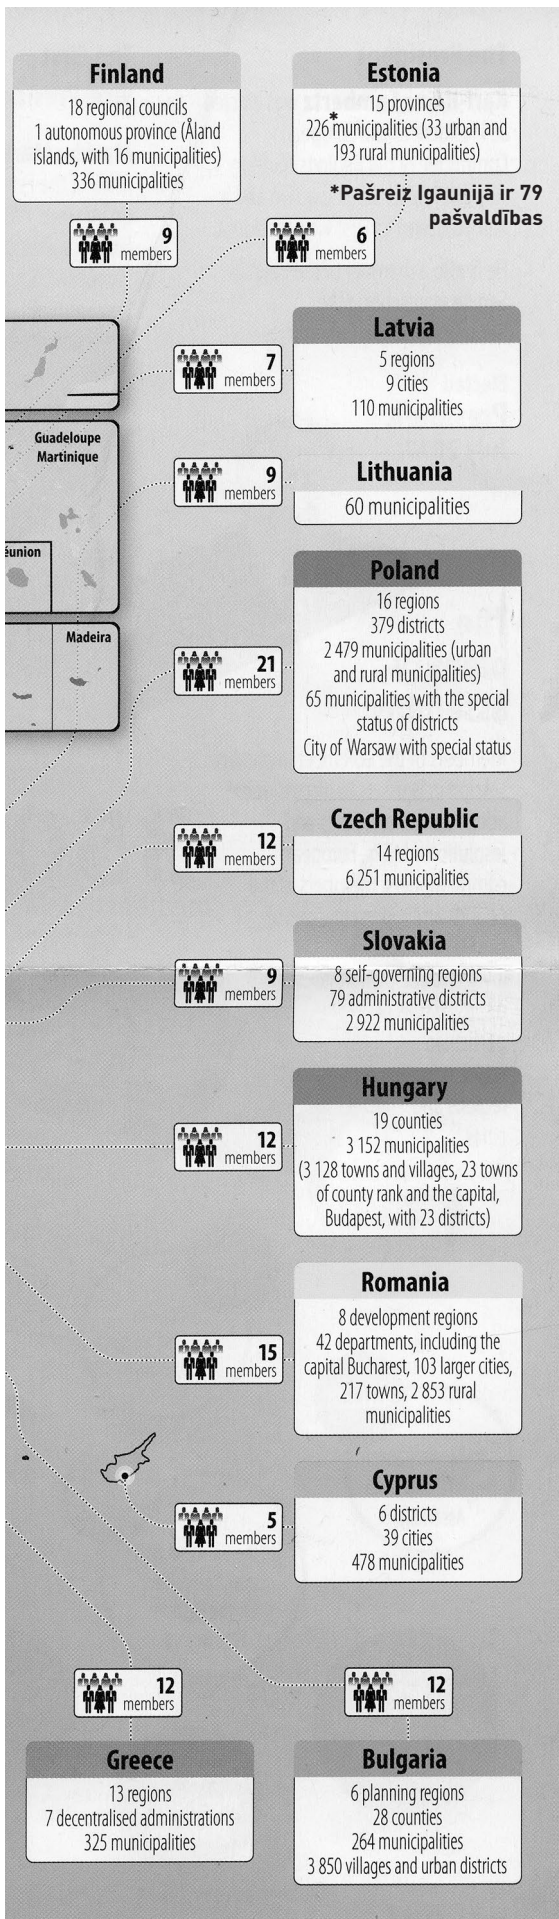 Finland
18 regional councils
1 autonomous province (Åland
islands, with 16 municipalities)
336 municipalities
9
members
Estonia
15 provinces
226* municipalities (33 urban and
193 rural municipalities)
*Pašreiz Igaunijā ir 79
pašvaldības
6
members
Latvia
5 regions
9 cities
110 municipalities
7
members
Guadeloupe
Martinique
Lithuania
60 municipalities
9
members
éunion
Madeira
Poland
16 regions
379 districts
2 479 municipalities (urban
and rural municipalities)
65 municipalities with the special
status of districts
City of Warsaw with special status
21
members
Czech Republic
14 regions
6 251 municipalities
12
members
Slovakia
8 self-governing regions
79 administrative districts
2 922 municipalities
9
members
Hungary
19 counties
3 152 municipalities
(3 128 towns and villages, 23 towns
of county rank and the capital,
Budapest, with 23 districts)
12
members
Romania
8 development regions
42 departments, including the
capital Bucharest, 103 larger cities,
217 towns, 2 853 rural
municipalities
15
members
Cyprus
6 districts
39 cities
478 municipalities
5
members
12
members
Greece
13 regions
7 decentralised administrations
325 municipalities
12
members
Bulgaria
6 planning regions
28 counties
264 municipalities
3 850 villages and urban districts